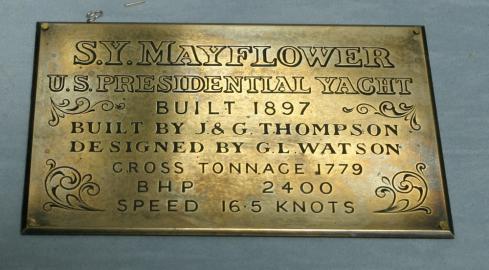 S.Y. MAYFLOWER
U.S. PRESIDENTIAL YACHT
BUILT 1897
BUILT BY J & G. THOMPSON
DESIGNED BY G.L. WATSON
GROSS TONNAGE 1779
BHP 2400
SPEED 16·5 KNOTS